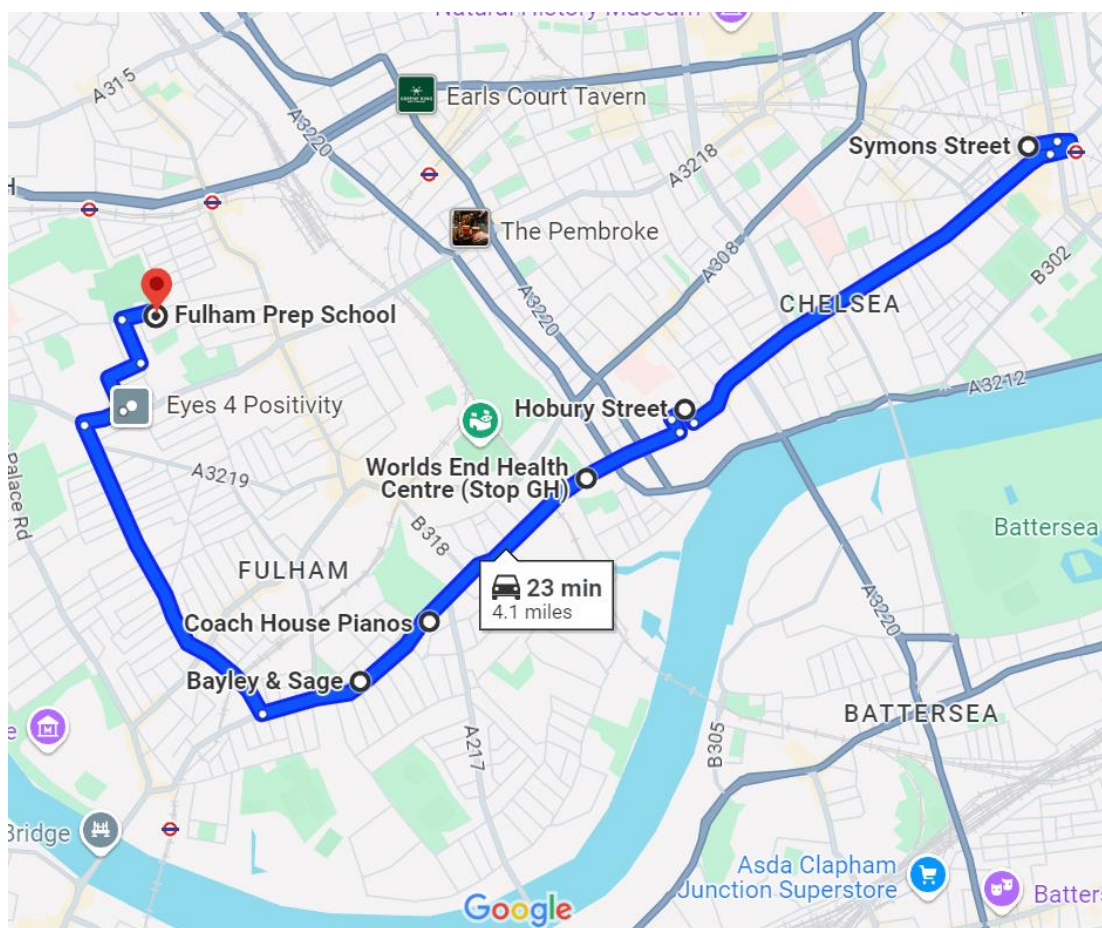 Natural History Museum
A315
A3220
Earls Court Tavern
Symons Street
A3218
H
The Pembroke
A308
B302
Fulham Prep School
A3220
CHELSEA
A3212
Eyes 4 Positivity
Hobury Street
Palace Rd
A3219
Worlds End Health
Centre (Stop GH)
B318
Battersea
FULHAM
23 min
4.1 miles
A3220
Coach House Pianos
Bayley & Sage
BATTERSEA
A217
B305
e
Bridge
Asda Clapham
Junction Superstore
Batters
Google